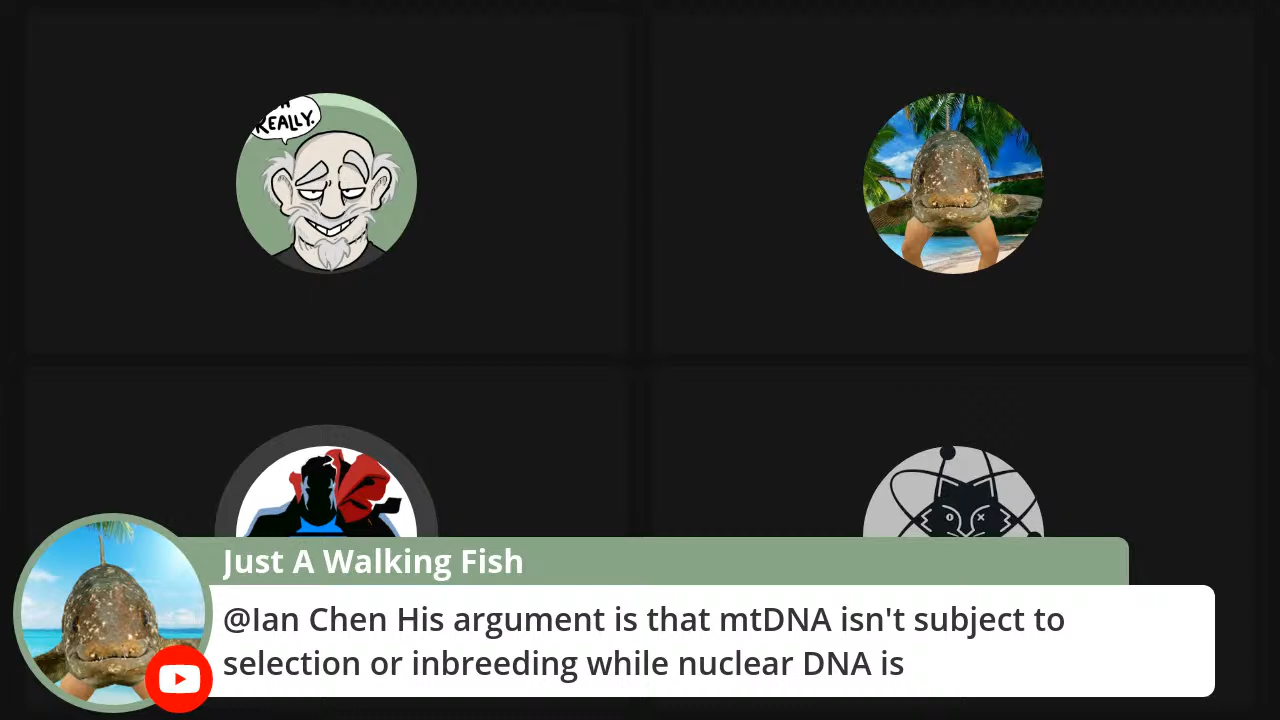 REALLY.
Just A Walking Fish
@Ian Chen His argument is that mtDNA isn't subject to
selection or inbreeding while nuclear DNA is